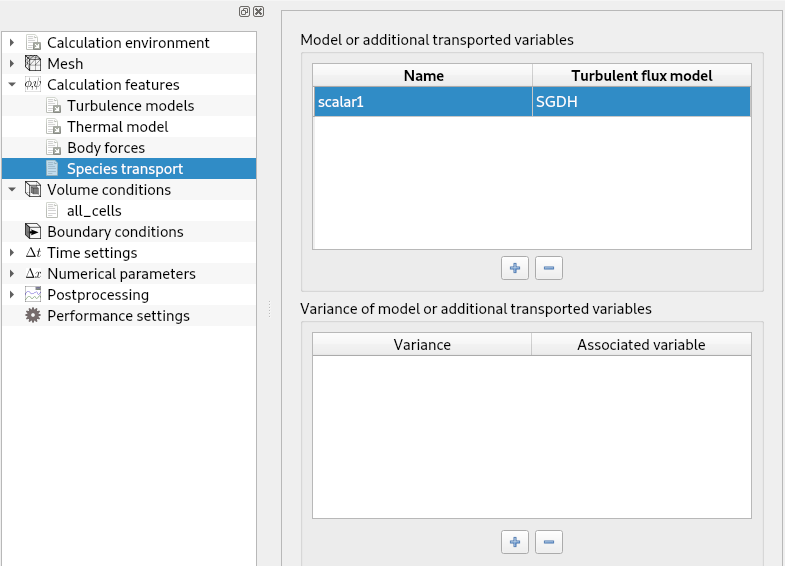 Calculation environment
Mesh
Calculation features
Turbulence models
Thermal model
Body forces
Species transport
Volume conditions
all_cells
Boundary conditions
Δt Time settings
Δx Numerical parameters
Postprocessing
Performance settings
Model or additional transported variables
Name Turbulent flux model
scalar1 SGDH
Variance of model or additional transported variables
Variance Associated variable